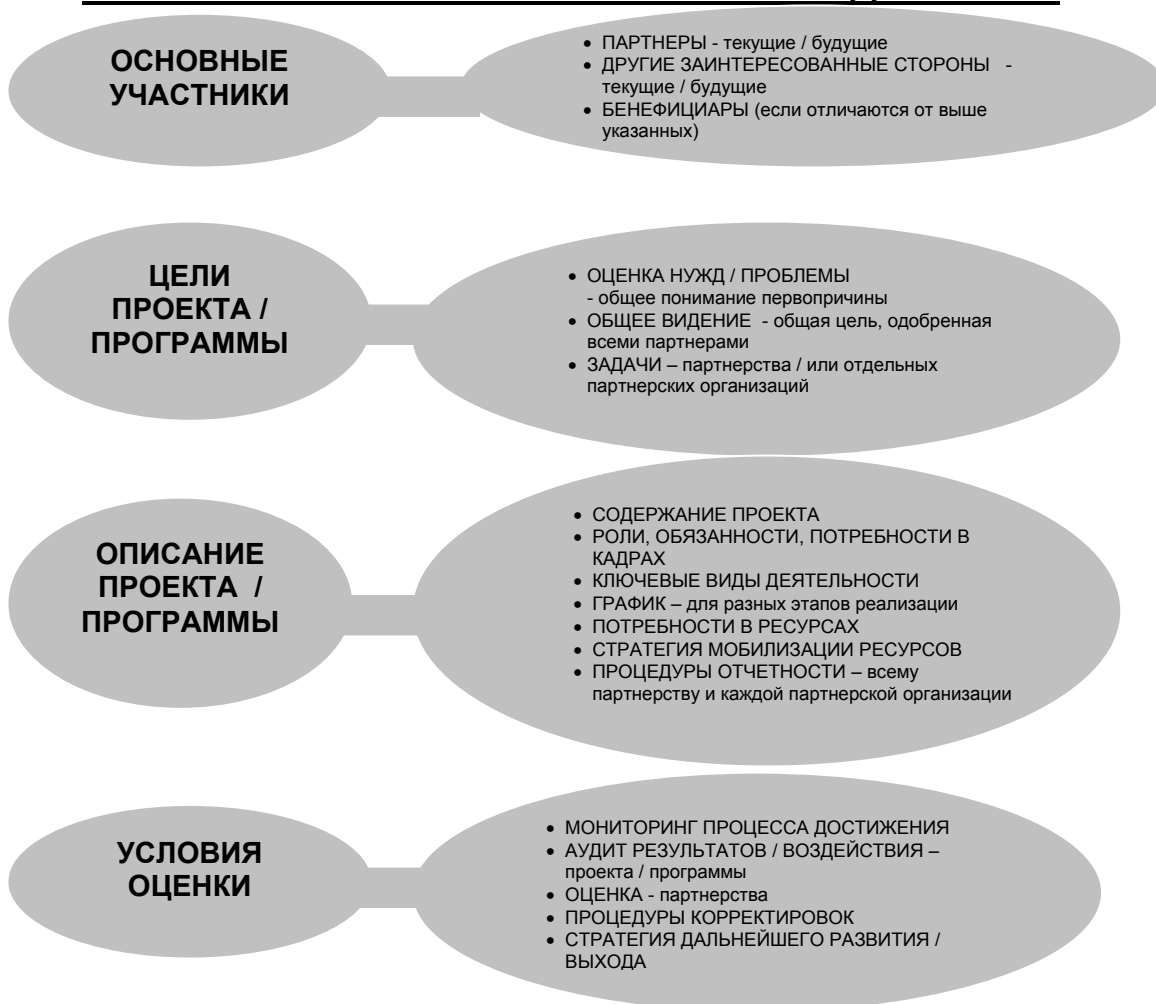 ОСНОВНЫЕ
УЧАСТНИКИ
• ПАРТНЕРЫ - текущие / будущие
• ДРУГИЕ ЗАИНТЕРЕСОВАННЫЕ СТОРОНЫ -
текущие / будущие
• БЕНЕФИЦИАРЫ (если отличаются от выше
указанных)
ЦЕЛИ
ПРОЕКТА /
ПРОГРАММЫ
• ОЦЕНКА НУЖД / ПРОБЛЕМЫ
- общее понимание первопричины
• ОБЩЕЕ ВИДЕНИЕ - общая цель, одобренная
всеми партнерами
• ЗАДАЧИ – партнерства / или отдельных
партнерских организаций
ОПИСАНИЕ
ПРОЕКТА /
ПРОГРАММЫ
• СОДЕРЖАНИЕ ПРОЕКТА
• РОЛИ, ОБЯЗАННОСТИ, ПОТРЕБНОСТИ В
КАДРАХ
• КЛЮЧЕВЫЕ ВИДЫ ДЕЯТЕЛЬНОСТИ
• ГРАФИК – для разных этапов реализации
• ПОТРЕБНОСТИ В РЕСУРСАХ
• СТРАТЕГИЯ МОБИЛИЗАЦИИ РЕСУРСОВ
• ПРОЦЕДУРЫ ОТЧЕТНОСТИ – всему
партнерству и каждой партнерской организации
УСЛОВИЯ
ОЦЕНКИ
• МОНИТОРИНГ ПРОЦЕССА ДОСТИЖЕНИЯ
• АУДИТ РЕЗУЛЬТАТОВ / ВОЗДЕЙСТВИЯ –
проекта / программы
• ОЦЕНКА - партнерства
• ПРОЦЕДУРЫ КОРРЕКТИРОВОК
• СТРАТЕГИЯ ДАЛЬНЕЙШЕГО РАЗВИТИЯ /
ВЫХОДА